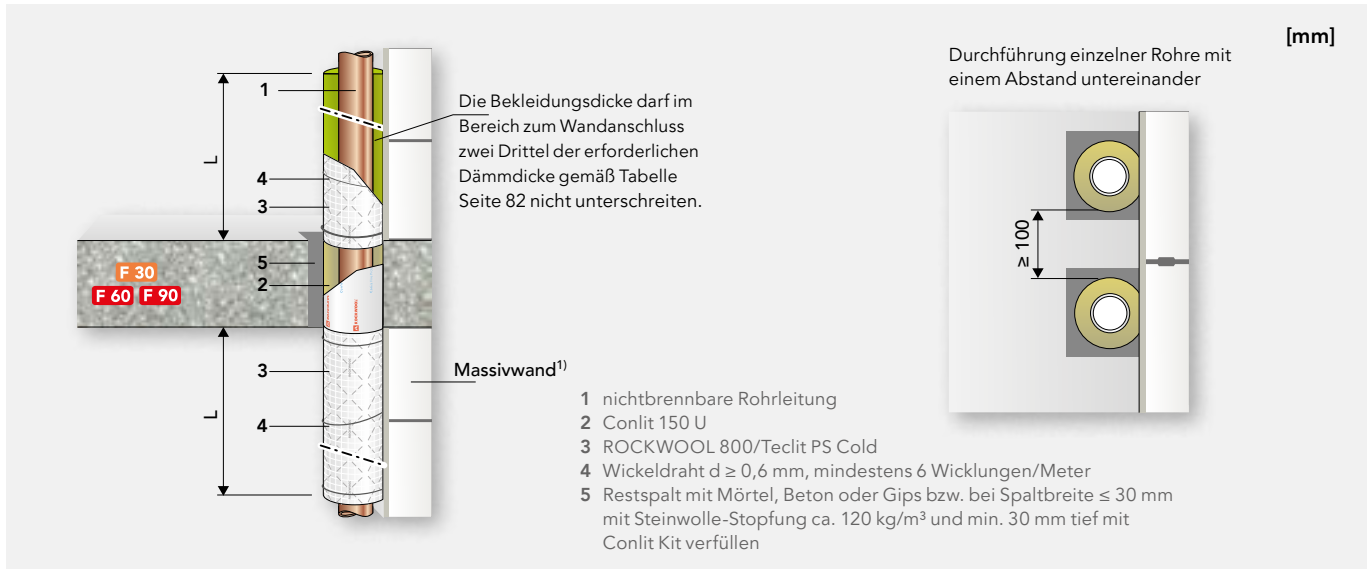 [mm]
Durchführung einzelner Rohre mit
einem Abstand untereinander
1
Die Bekleidungsdicke darf im
Bereich zum Wandanschluss
zwei Drittel der erforderlichen
Dämmdicke gemäß Tabelle
Seite 82 nicht unterschreiten.
L
4
3
≥ 100
5
F 30
2
F 60 F 90
ROCKWOOL
3
Massivwand¹⁾
L
4
1 nichtbrennbare Rohrleitung
2 Conlit 150 U
3 ROCKWOOL 800/Teclit PS Cold
4 Wickeldraht d ≥ 0,6 mm, mindestens 6 Wicklungen/Meter
5 Restspalt mit Mörtel, Beton oder Gips bzw. bei Spaltbreite ≤ 30 mm
mit Steinwolle-Stopfung ca. 120 kg/m³ und min. 30 mm tief mit
Conlit Kit verfüllen